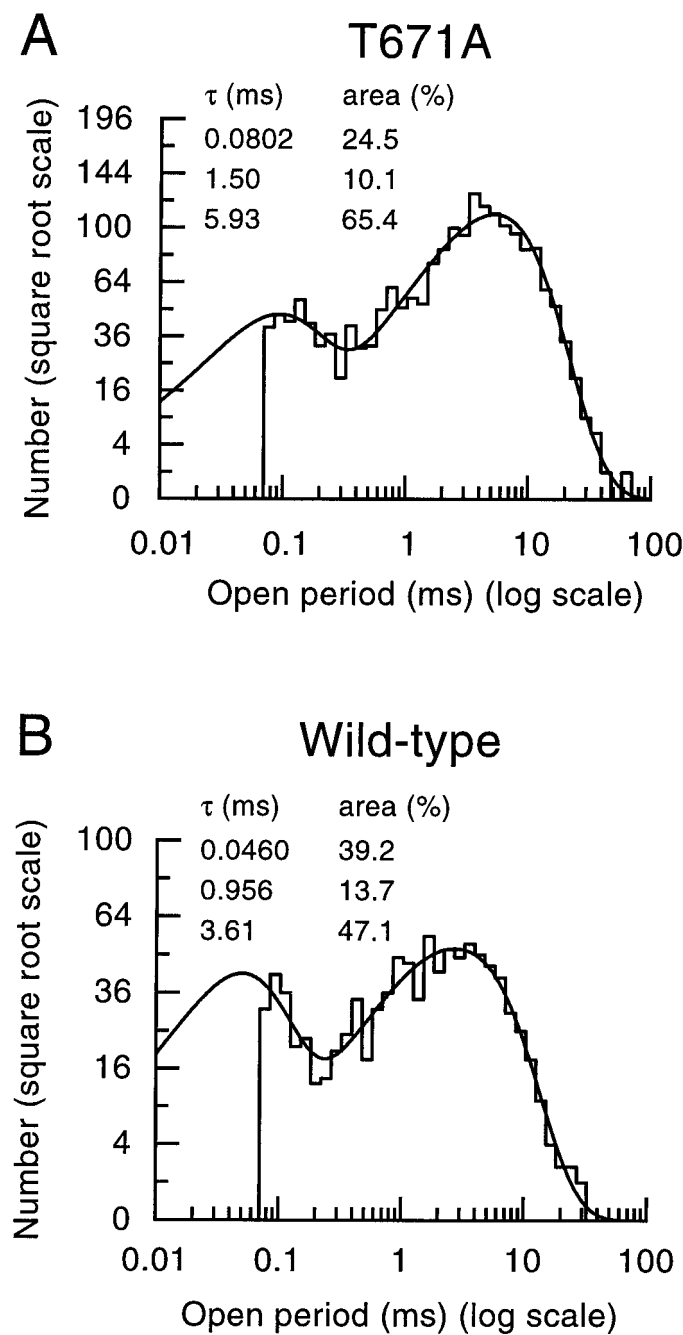 A
T671A
τ (ms) area (%)
0.0802 24.5
1.50 10.1
5.93 65.4
Number (square root scale)
196
144
100
64
36
16
4
0
0.01 0.1 1 10 100
Open period (ms) (log scale)
B
Wild-type
τ (ms) area (%)
0.0460 39.2
0.956 13.7
3.61 47.1
Number (square root scale)
100
64
36
16
4
0
0.01 0.1 1 10 100
Open period (ms) (log scale)